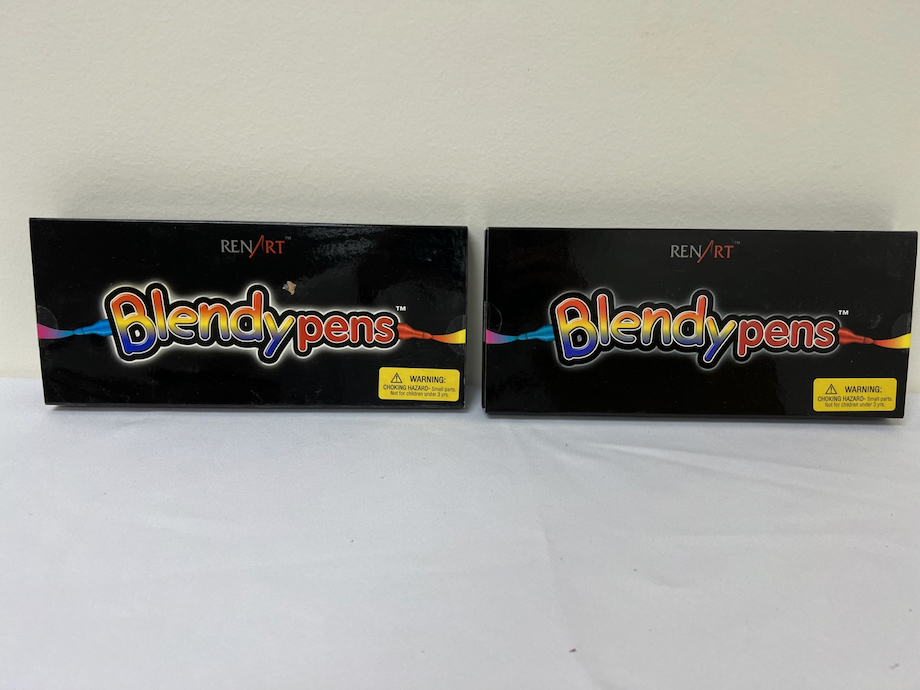 RENART™
Blendypens™
WARNING:
CHOKING HAZARD- Small parts.
Not for children under 3 yrs.
RENART™
Blendypens™
WARNING:
CHOKING HAZARD- Small parts.
Not for children under 3 yrs.